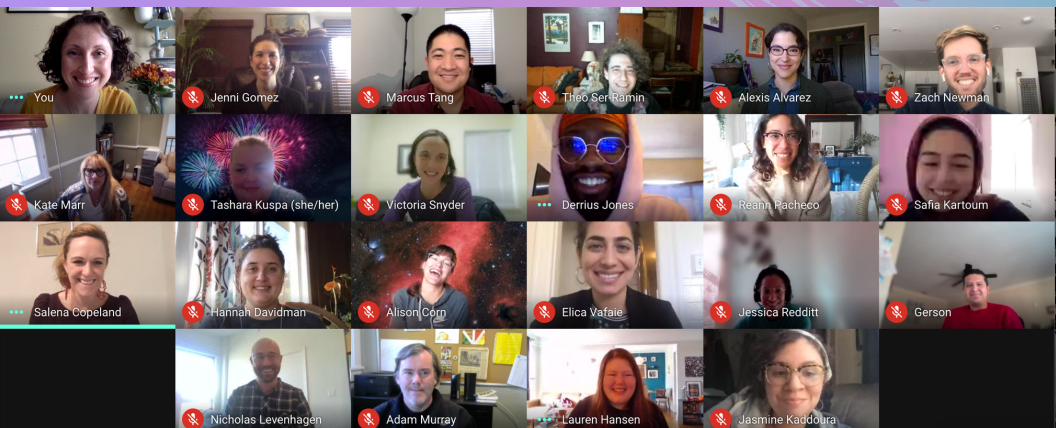 You
Jenni Gomez
Marcus Tang
Theo Ser-Ramin
Alexis Alvarez
Zach Newman
Kate Marr
Tashara Kuspa (she/her)
Victoria Snyder
Derrius Jones
Reann Pacheco
Safia Kartoum
Salena Copeland
Hannah Davidman
Alison Corn
Elica Vafaie
Jessica Redditt
Gerson
Nicholas Levenhagen
Adam Murray
Lauren Hansen
Jasmine Kaddoura